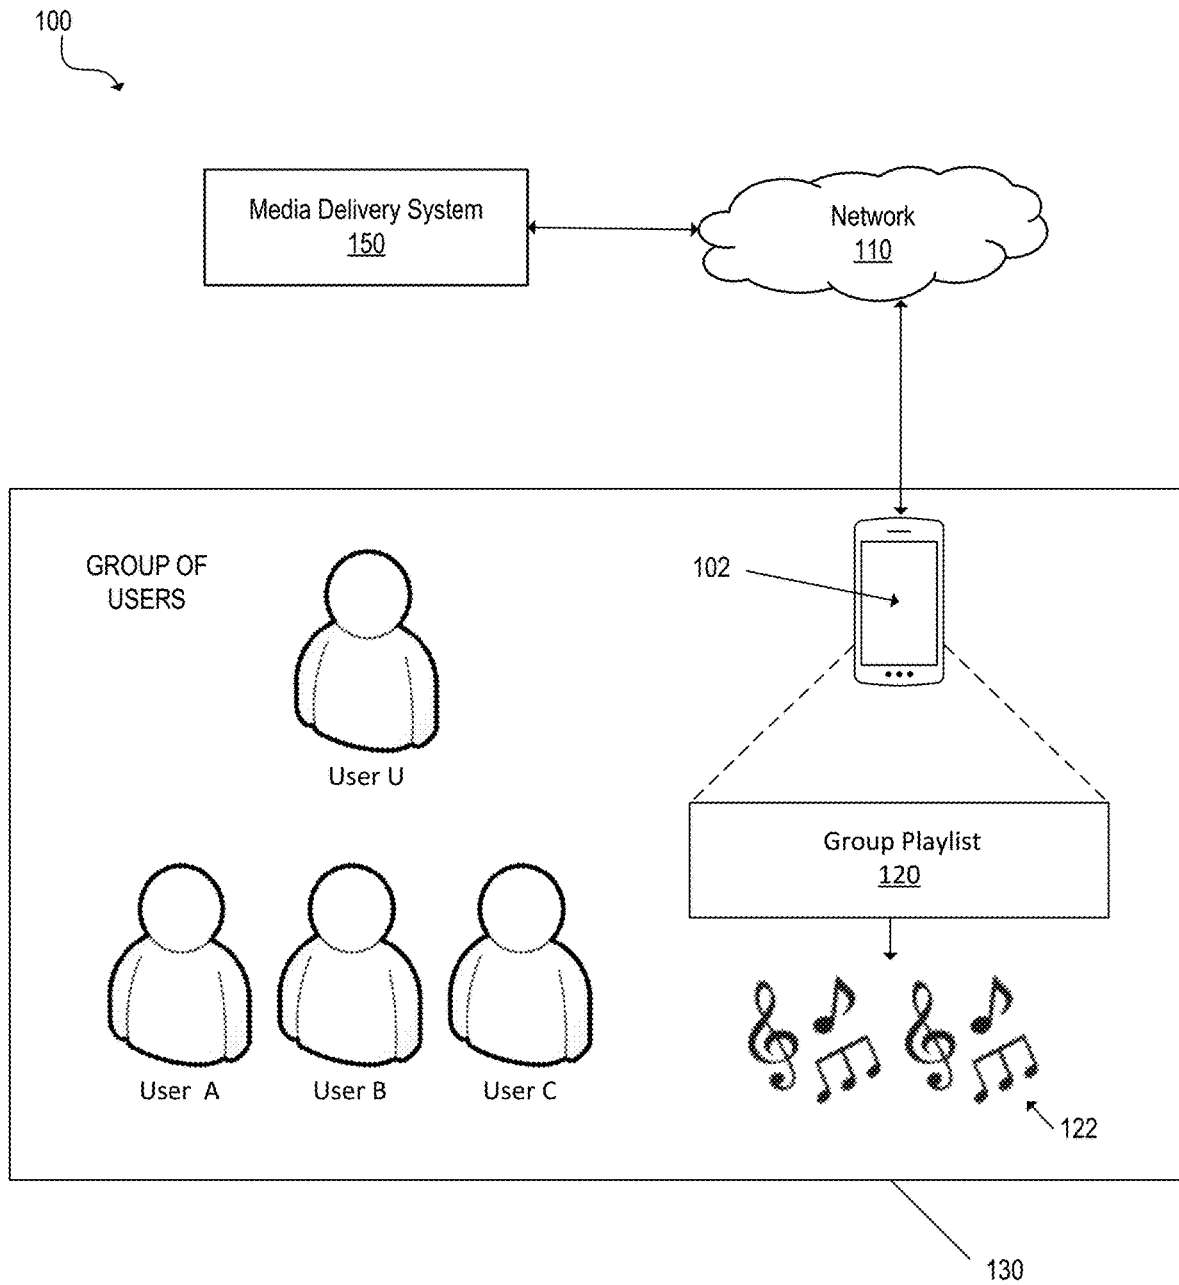 100
Media Delivery System
150
Network
110
GROUP OF
USERS
102
User U
Group Playlist
120
User A
User B
User C
122
130